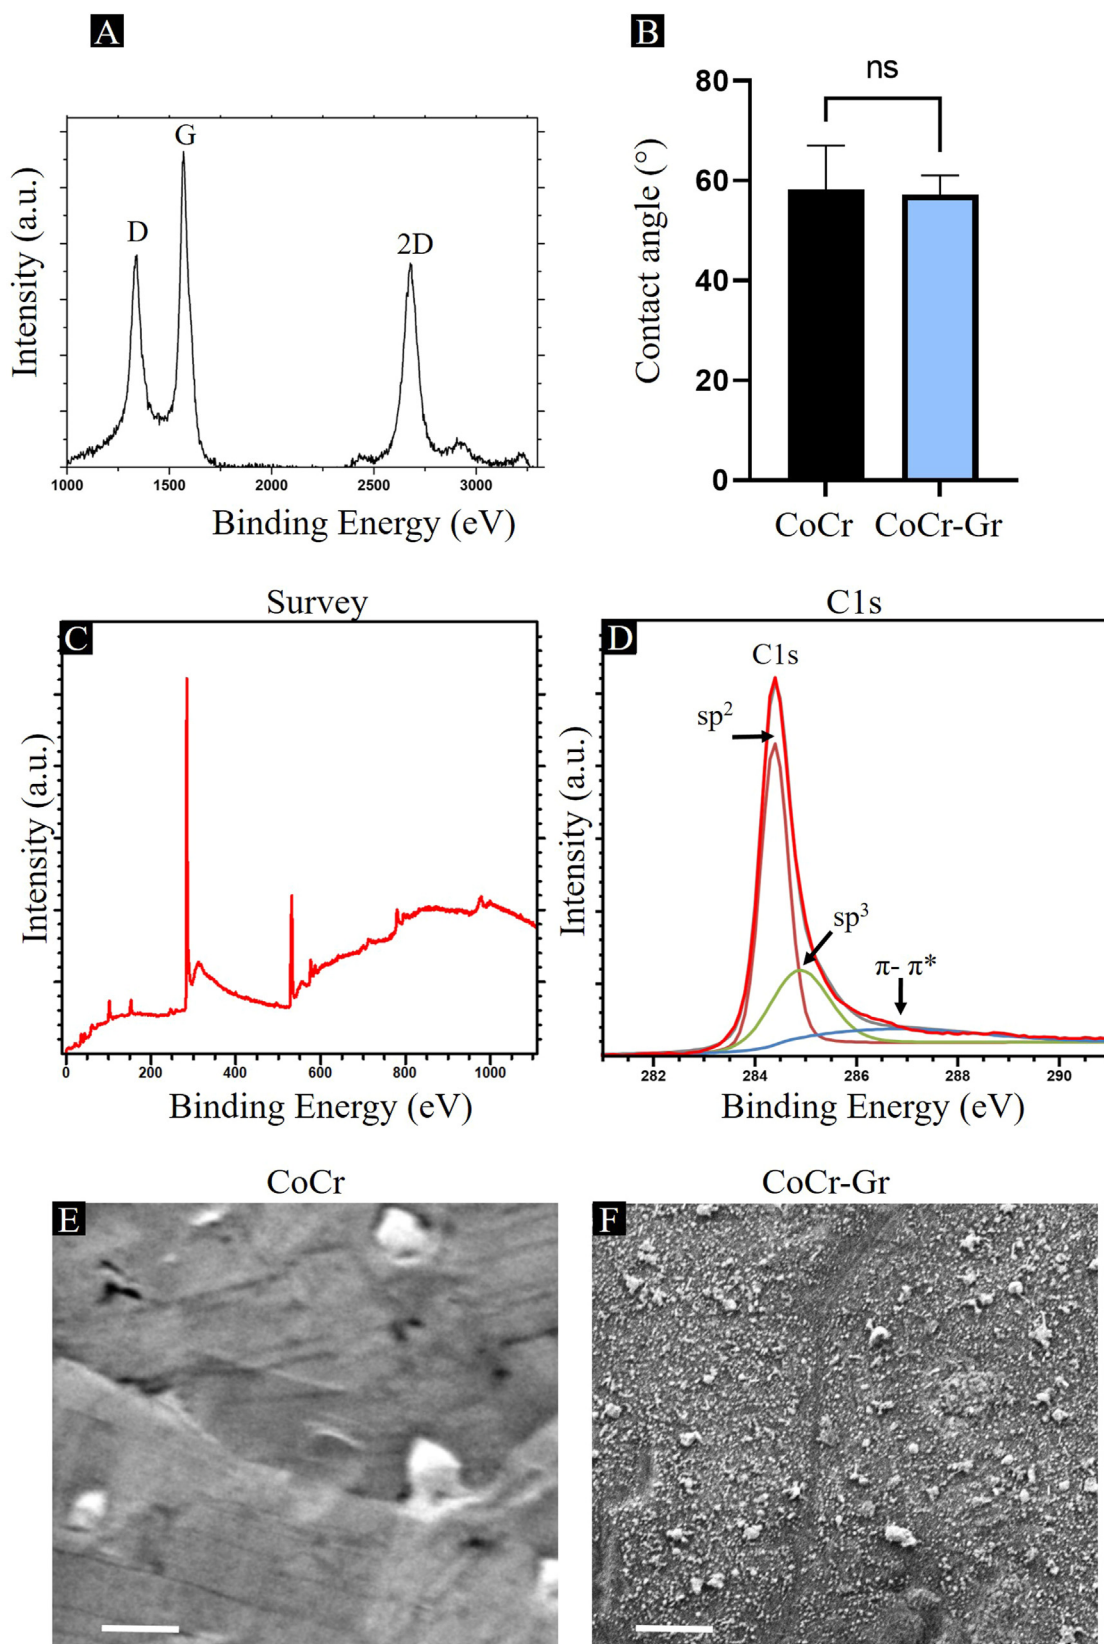 A
Intensity (a.u.)
D
G
2D
1000 1500 2000 2500 3000
Binding Energy (eV)
B
ns
Contact angle (°)
80
60
40
20
0
CoCr CoCr-Gr
Survey
C
Intensity (a.u.)
0 200 400 600 800 1000
Binding Energy (eV)
C1s
D
C1s
sp²
sp³
π- π*
Intensity (a.u.)
282 284 286 288 290
Binding Energy (eV)
CoCr
E
CoCr-Gr
F